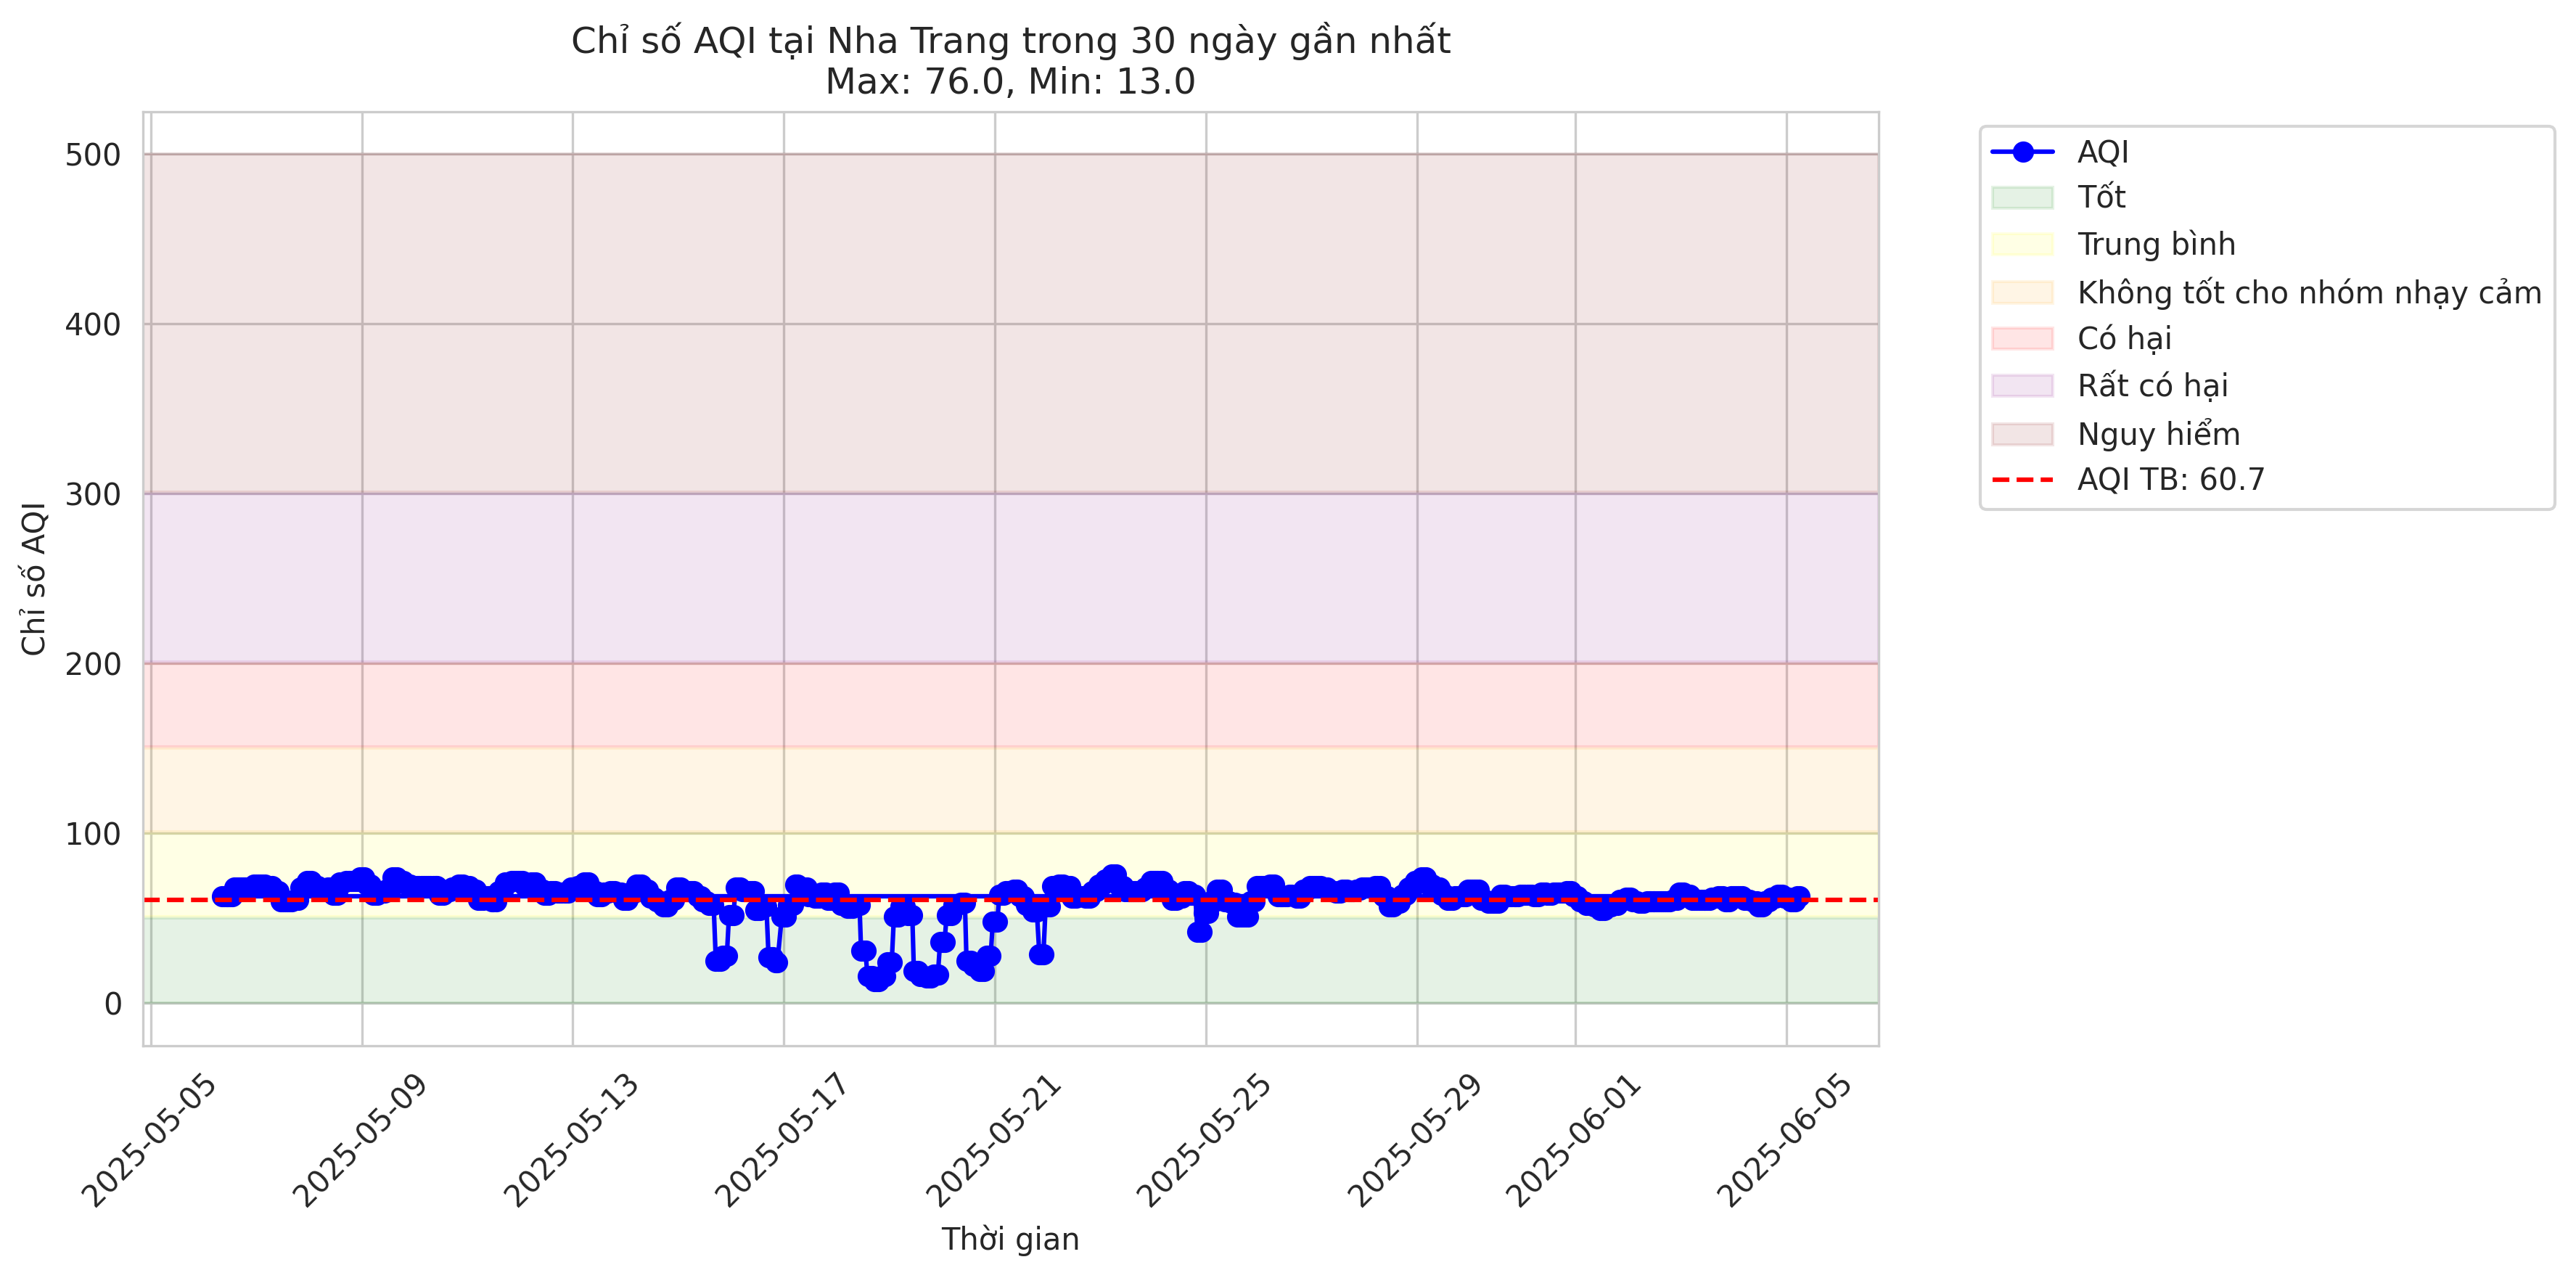 Chỉ số AQI tại Nha Trang trong 30 ngày gần nhất
Max: 76.0, Min: 13.0
Chỉ số AQI
500
400
300
200
100
0
2025-05-05
2025-05-09
2025-05-13
2025-05-17
2025-05-21
2025-05-25
2025-05-29
2025-06-01
2025-06-05
Thời gian
AQI
Tốt
Trung bình
Không tốt cho nhóm nhạy cảm
Có hại
Rất có hại
Nguy hiểm
AQI TB: 60.7